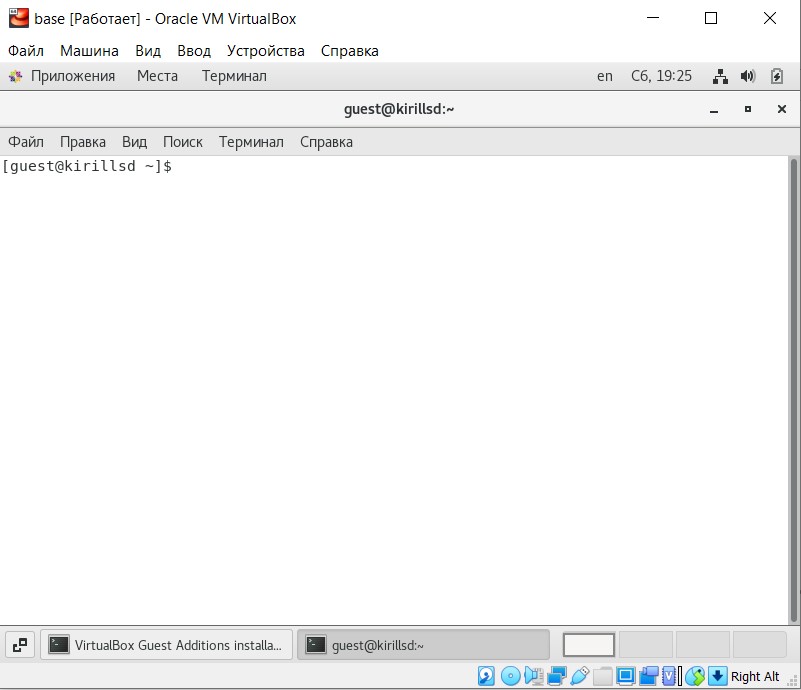 base [Работает] - Oracle VM VirtualBox
Файл Машина Вид Ввод Устройства Справка
Приложения Места Терминал en Сб, 19:25
guest@kirillsd:~
Файл Правка Вид Поиск Терминал Справка
[guest@kirillsd ~]$
VirtualBox Guest Additions installa... guest@kirillsd:~
Right Alt